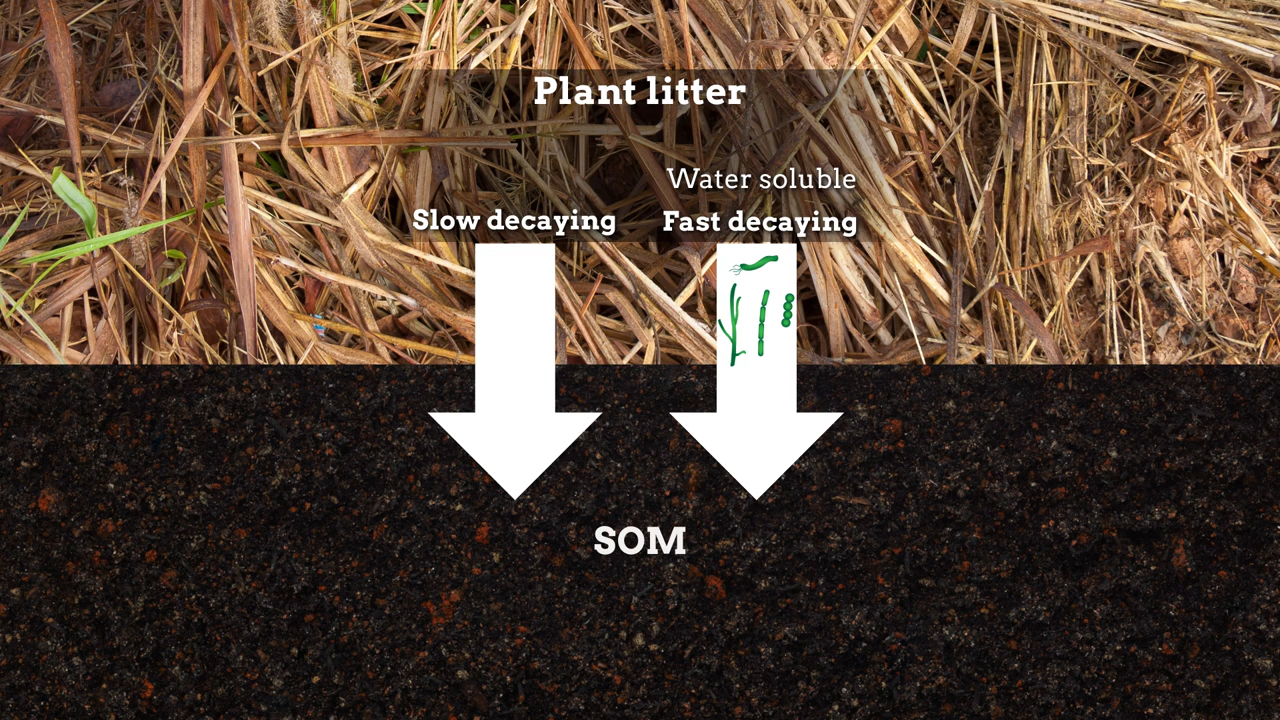 Plant litter
Water soluble
Slow decaying
Fast decaying
SOM